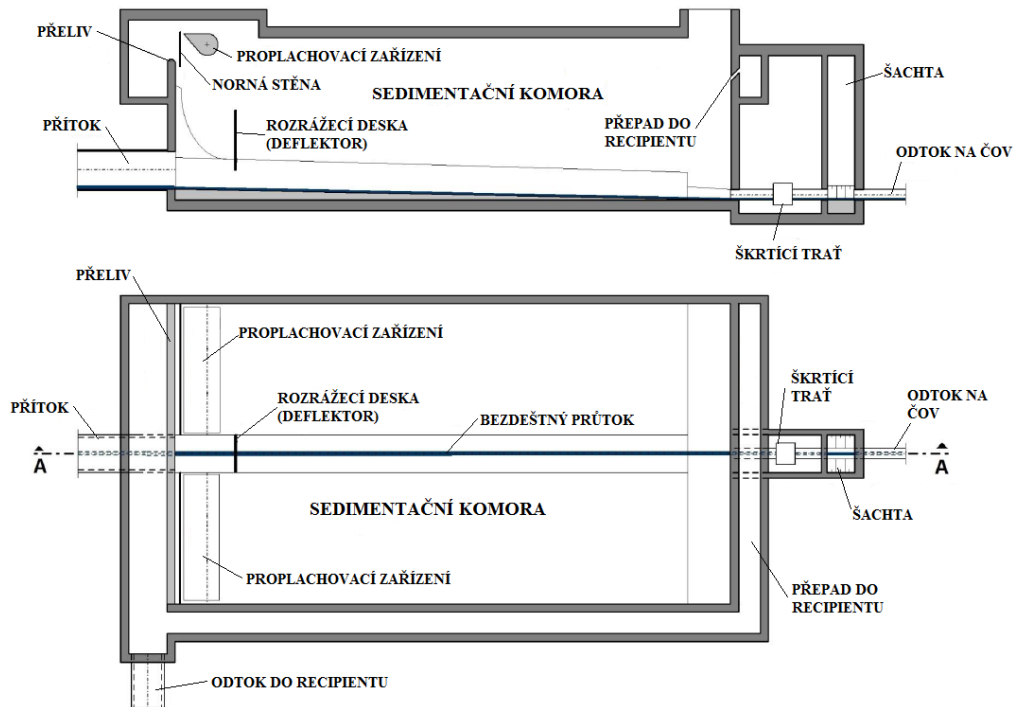 PŘELIV
PROPLACHOVACÍ ZAŘÍZENÍ
NORNÁ STĚNA
SEDIMENTAČNÍ KOMORA
ŠACHTA
PŘÍTOK
ROZRÁŽECÍ DESKA
(DEFLEKTOR)
PŘEPAD DO
RECIPIENTU
ODTOK NA ČOV
ŠKRTÍCÍ TRAŤ
PŘELIV
PROPLACHOVACÍ ZAŘÍZENÍ
PŘÍTOK
ROZRÁŽECÍ DESKA
(DEFLEKTOR)
BEZDEŠTNÝ PRŮTOK
ŠKRTÍCÍ
TRAŤ
ODTOK NA
ČOV
A
A
SEDIMENTAČNÍ KOMORA
ŠACHTA
PROPLACHOVACÍ ZAŘÍZENÍ
PŘEPAD DO
RECIPIENTU
ODTOK DO RECIPIENTU